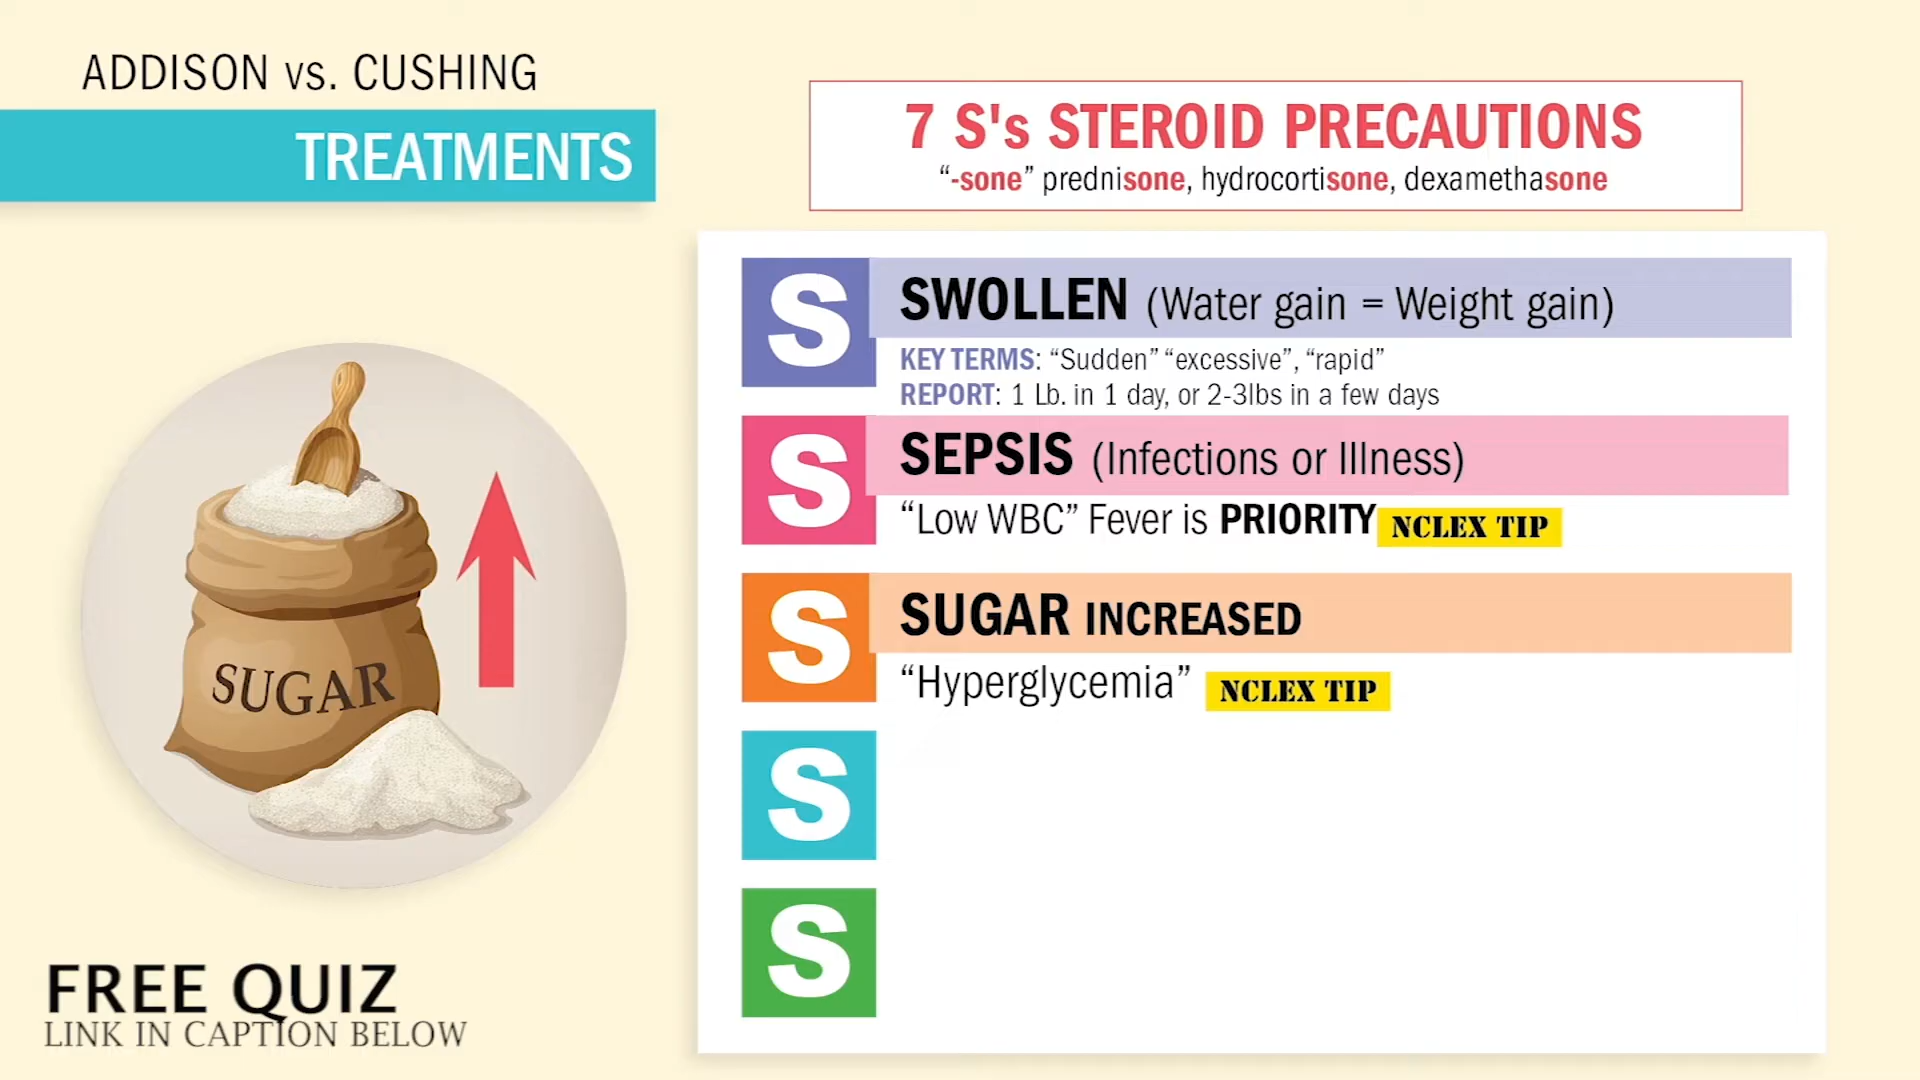 ADDISON vs. CUSHING
TREATMENTS
7 S's STEROID PRECAUTIONS
“-sone” prednisone, hydrocortisone, dexamethasone
S SWOLLEN (Water gain = Weight gain)
KEY TERMS: “Sudden” “excessive”, “rapid”
REPORT: 1 Lb. in 1 day, or 2-3lbs in a few days
S SEPSIS (Infections or Illness)
“Low WBC” Fever is PRIORITY NCLEX TIP
S SUGAR INCREASED
“Hyperglycemia” NCLEX TIP
S
S
SUGAR
FREE QUIZ
LINK IN CAPTION BELOW